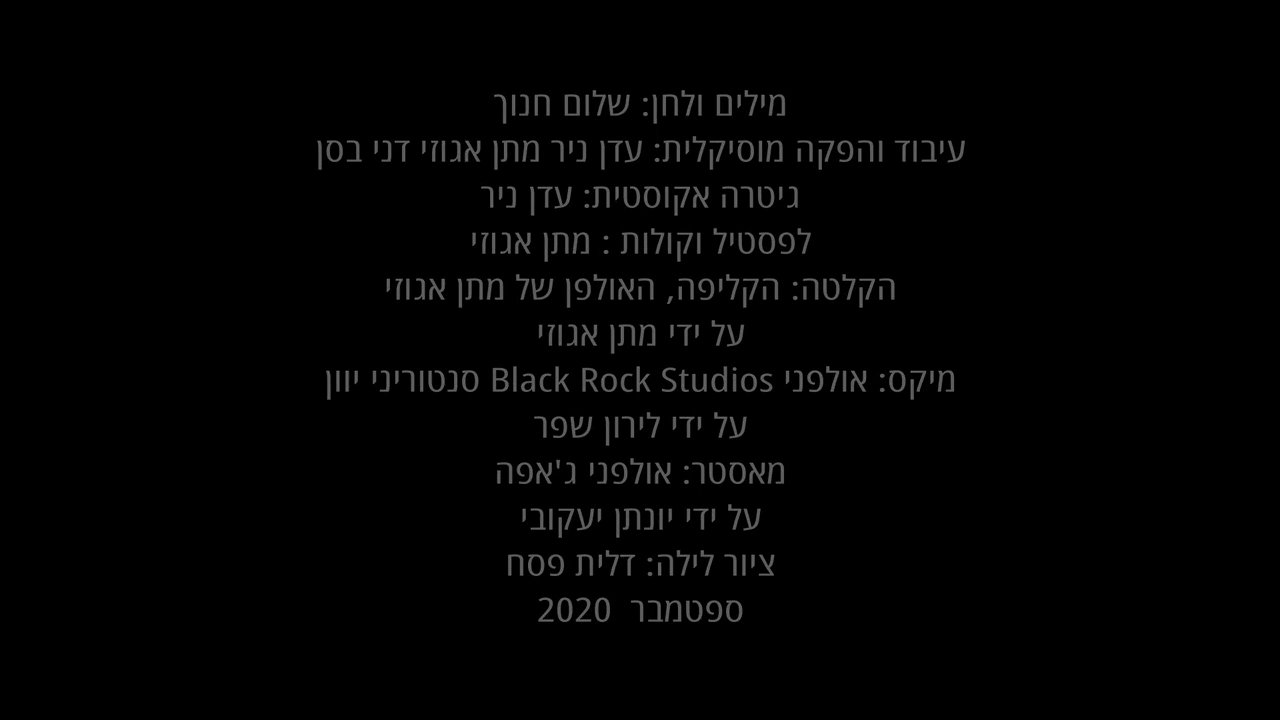 מילים ולחן: שלום חנוך
עיבוד והפקה מוסיקלית: עדן ניר מתן אגוזי דני בסן
גיטרה אקוסטית: עדן ניר
לפסטיל וקולות : מתן אגוזי
הקלטה: הקליפה, האולפן של מתן אגוזי
על ידי מתן אגוזי
מיקס: אולפני Black Rock Studios סנטוריני יוון
על ידי לירון שפר
מאסטר: אולפני ג'אפה
על ידי יונתן יעקובי
ציור לילה: דלית פסח
ספטמבר  2020